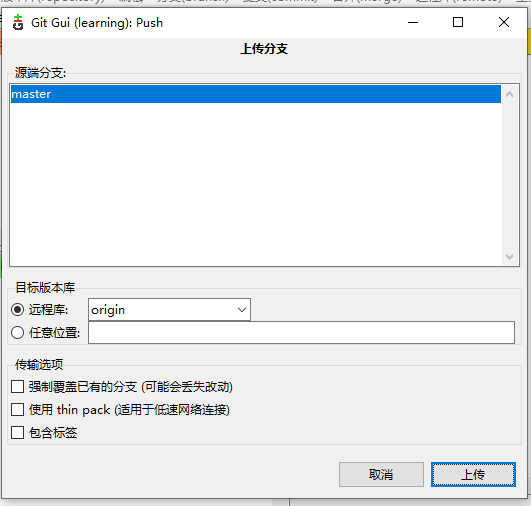 Git Gui (learning): Push
上传分支
源端分支:
master
目标版本库
远程库: origin
任意位置:
传输选项
强制覆盖已有的分支 (可能会丢失改动)
使用 thin pack (适用于低速网络连接)
包含标签
取消 上传